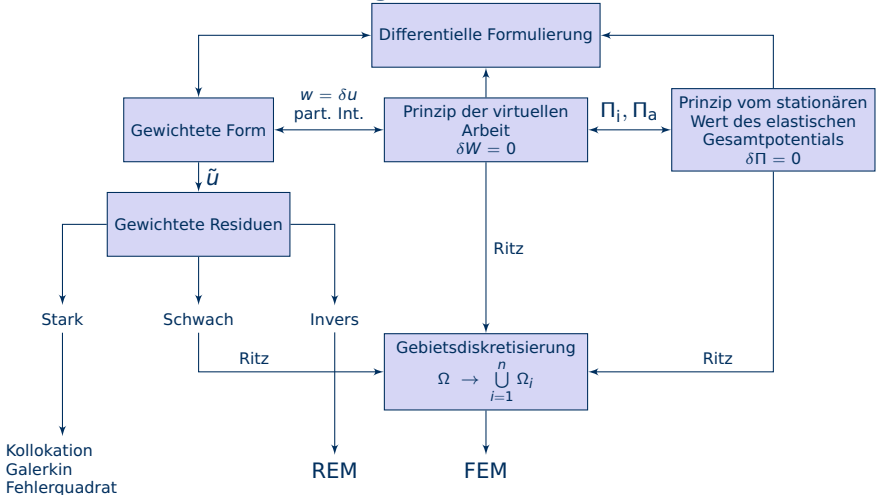 Differentielle Formulierung
w = δu
part. Int.
Gewichtete Form
Prinzip der virtuellen
Arbeit
δW = 0
Πi, Πa
Prinzip vom stationären
Wert des elastischen
Gesamtpotentials
δΠ = 0
ũ
Gewichtete Residuen
Ritz
Stark
Schwach
Invers
Ritz
Gebietsdiskretisierung
Ω → ⋃ᵢ₌₁ⁿ Ωᵢ
Ritz
Kollokation
Galerkin
Fehlerquadrat
REM
FEM